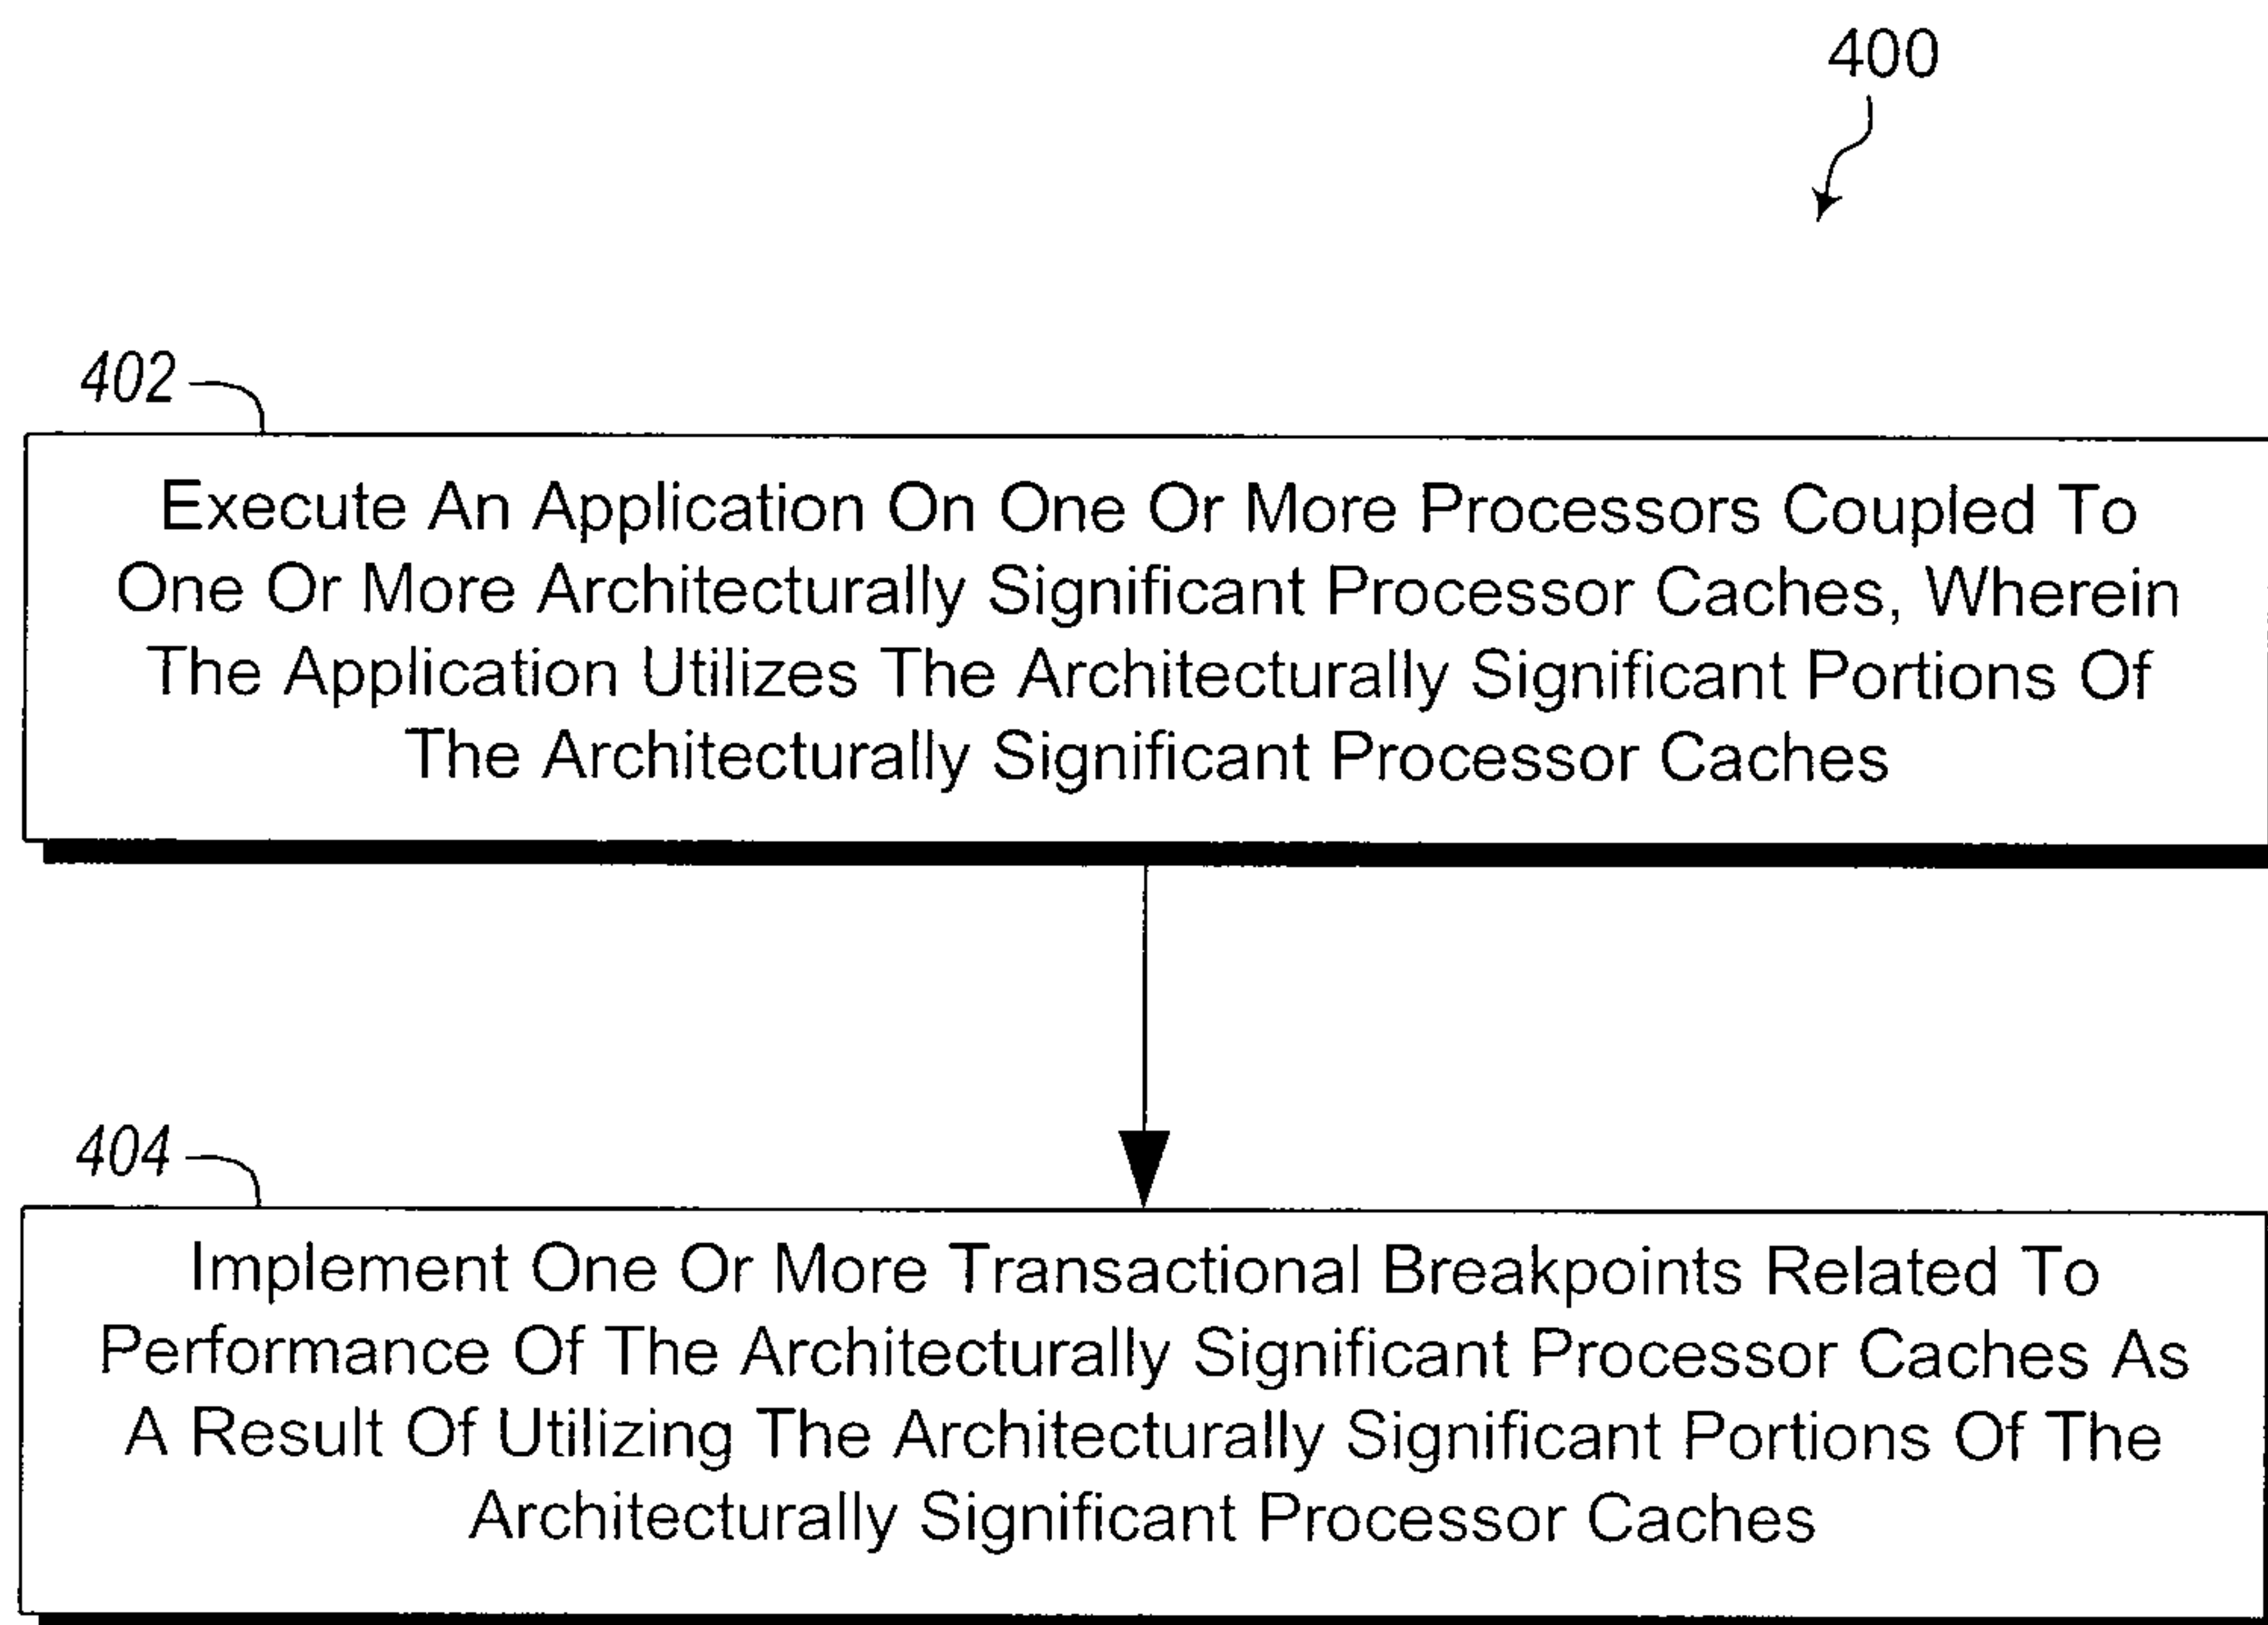 400
402
Execute An Application On One Or More Processors Coupled To
One Or More Architecturally Significant Processor Caches, Wherein
The Application Utilizes The Architecturally Significant Portions Of
The Architecturally Significant Processor Caches
404
Implement One Or More Transactional Breakpoints Related To
Performance Of The Architecturally Significant Processor Caches As
A Result Of Utilizing The Architecturally Significant Portions Of The
Architecturally Significant Processor Caches